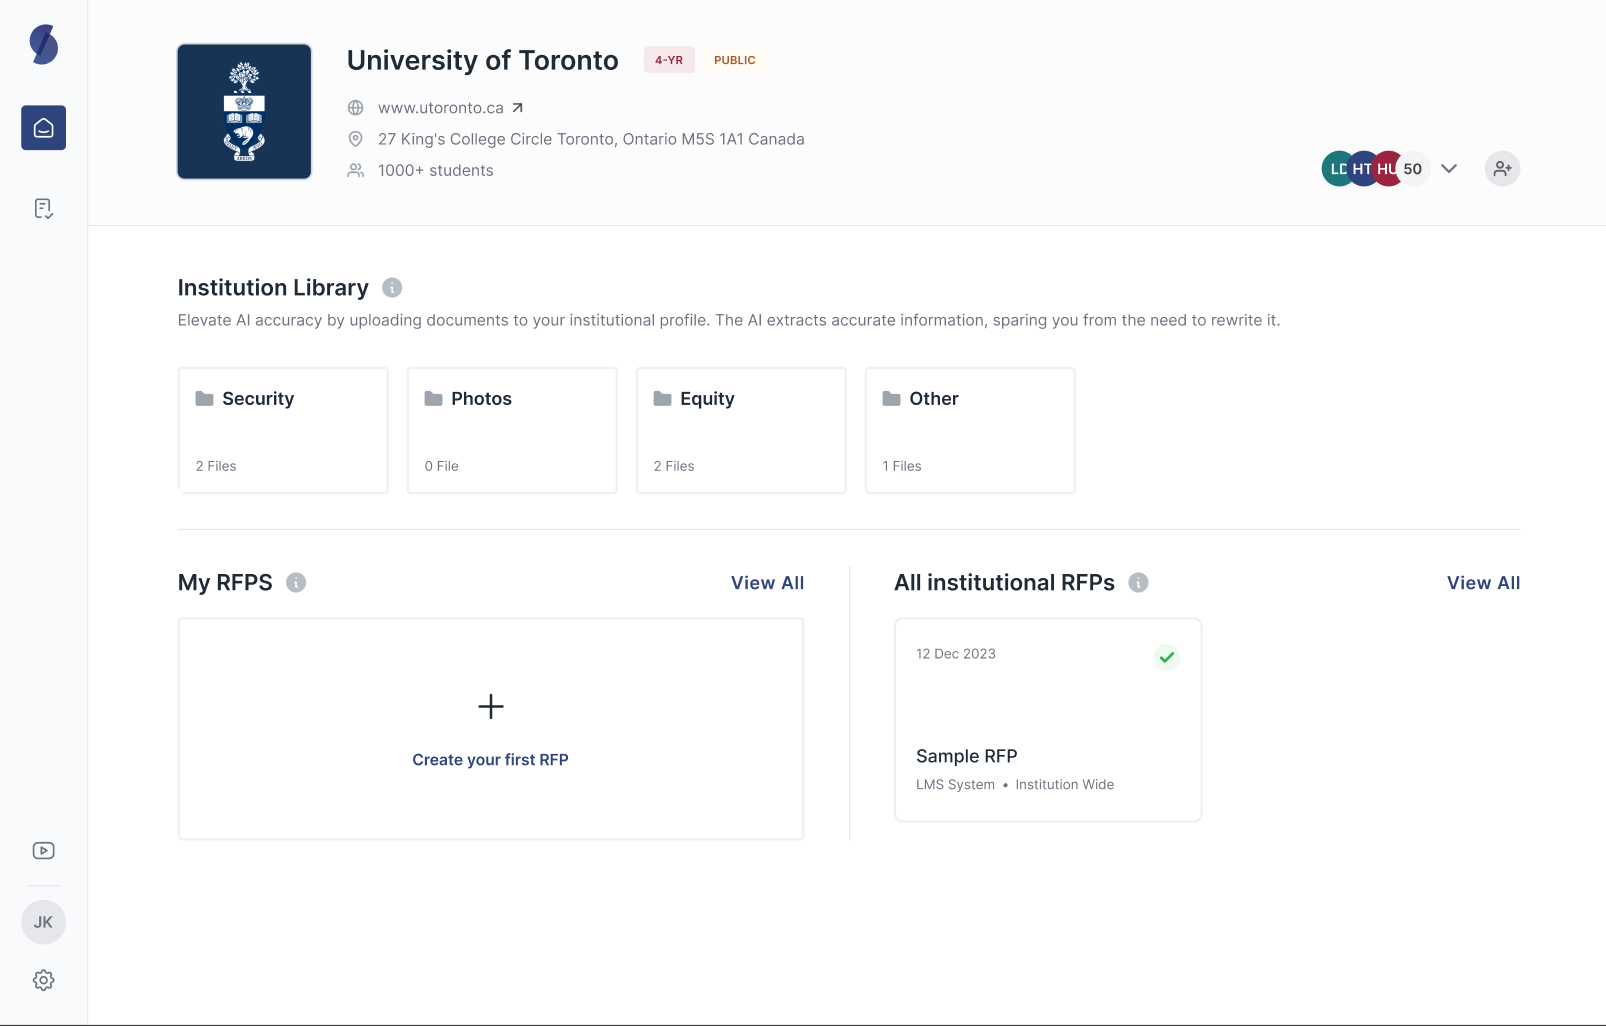 University of Toronto
4-YR
PUBLIC
www.utoronto.ca
27 King's College Circle Toronto, Ontario M5S 1A1 Canada
1000+ students
LD
HT
HU
50
Institution Library
Elevate AI accuracy by uploading documents to your institutional profile. The AI extracts accurate information, sparing you from the need to rewrite it.
Security
2 Files
Photos
0 File
Equity
2 Files
Other
1 Files
My RFPS
View All
Create your first RFP
All institutional RFPs
View All
12 Dec 2023
Sample RFP
LMS System • Institution Wide
JK